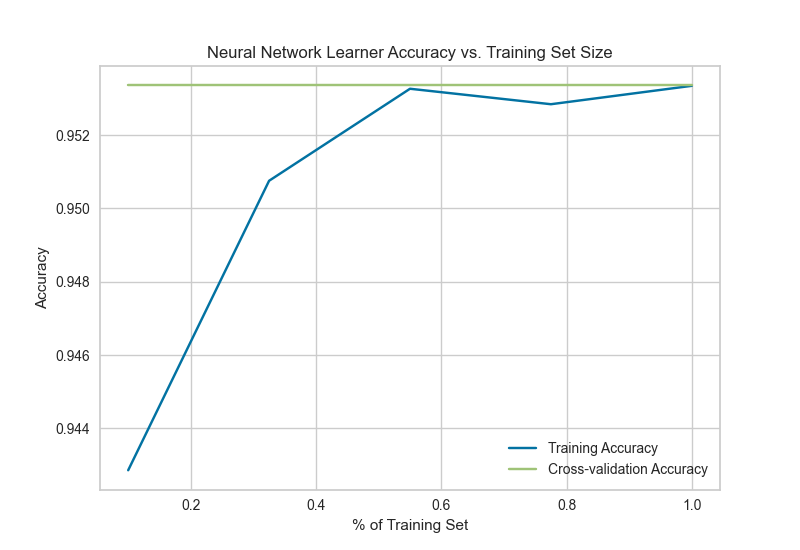 Neural Network Learner Accuracy vs. Training Set Size
0.952
0.950
0.948
0.946
0.944
Accuracy
Training Accuracy
Cross-validation Accuracy
0.2 0.4 0.6 0.8 1.0
% of Training Set